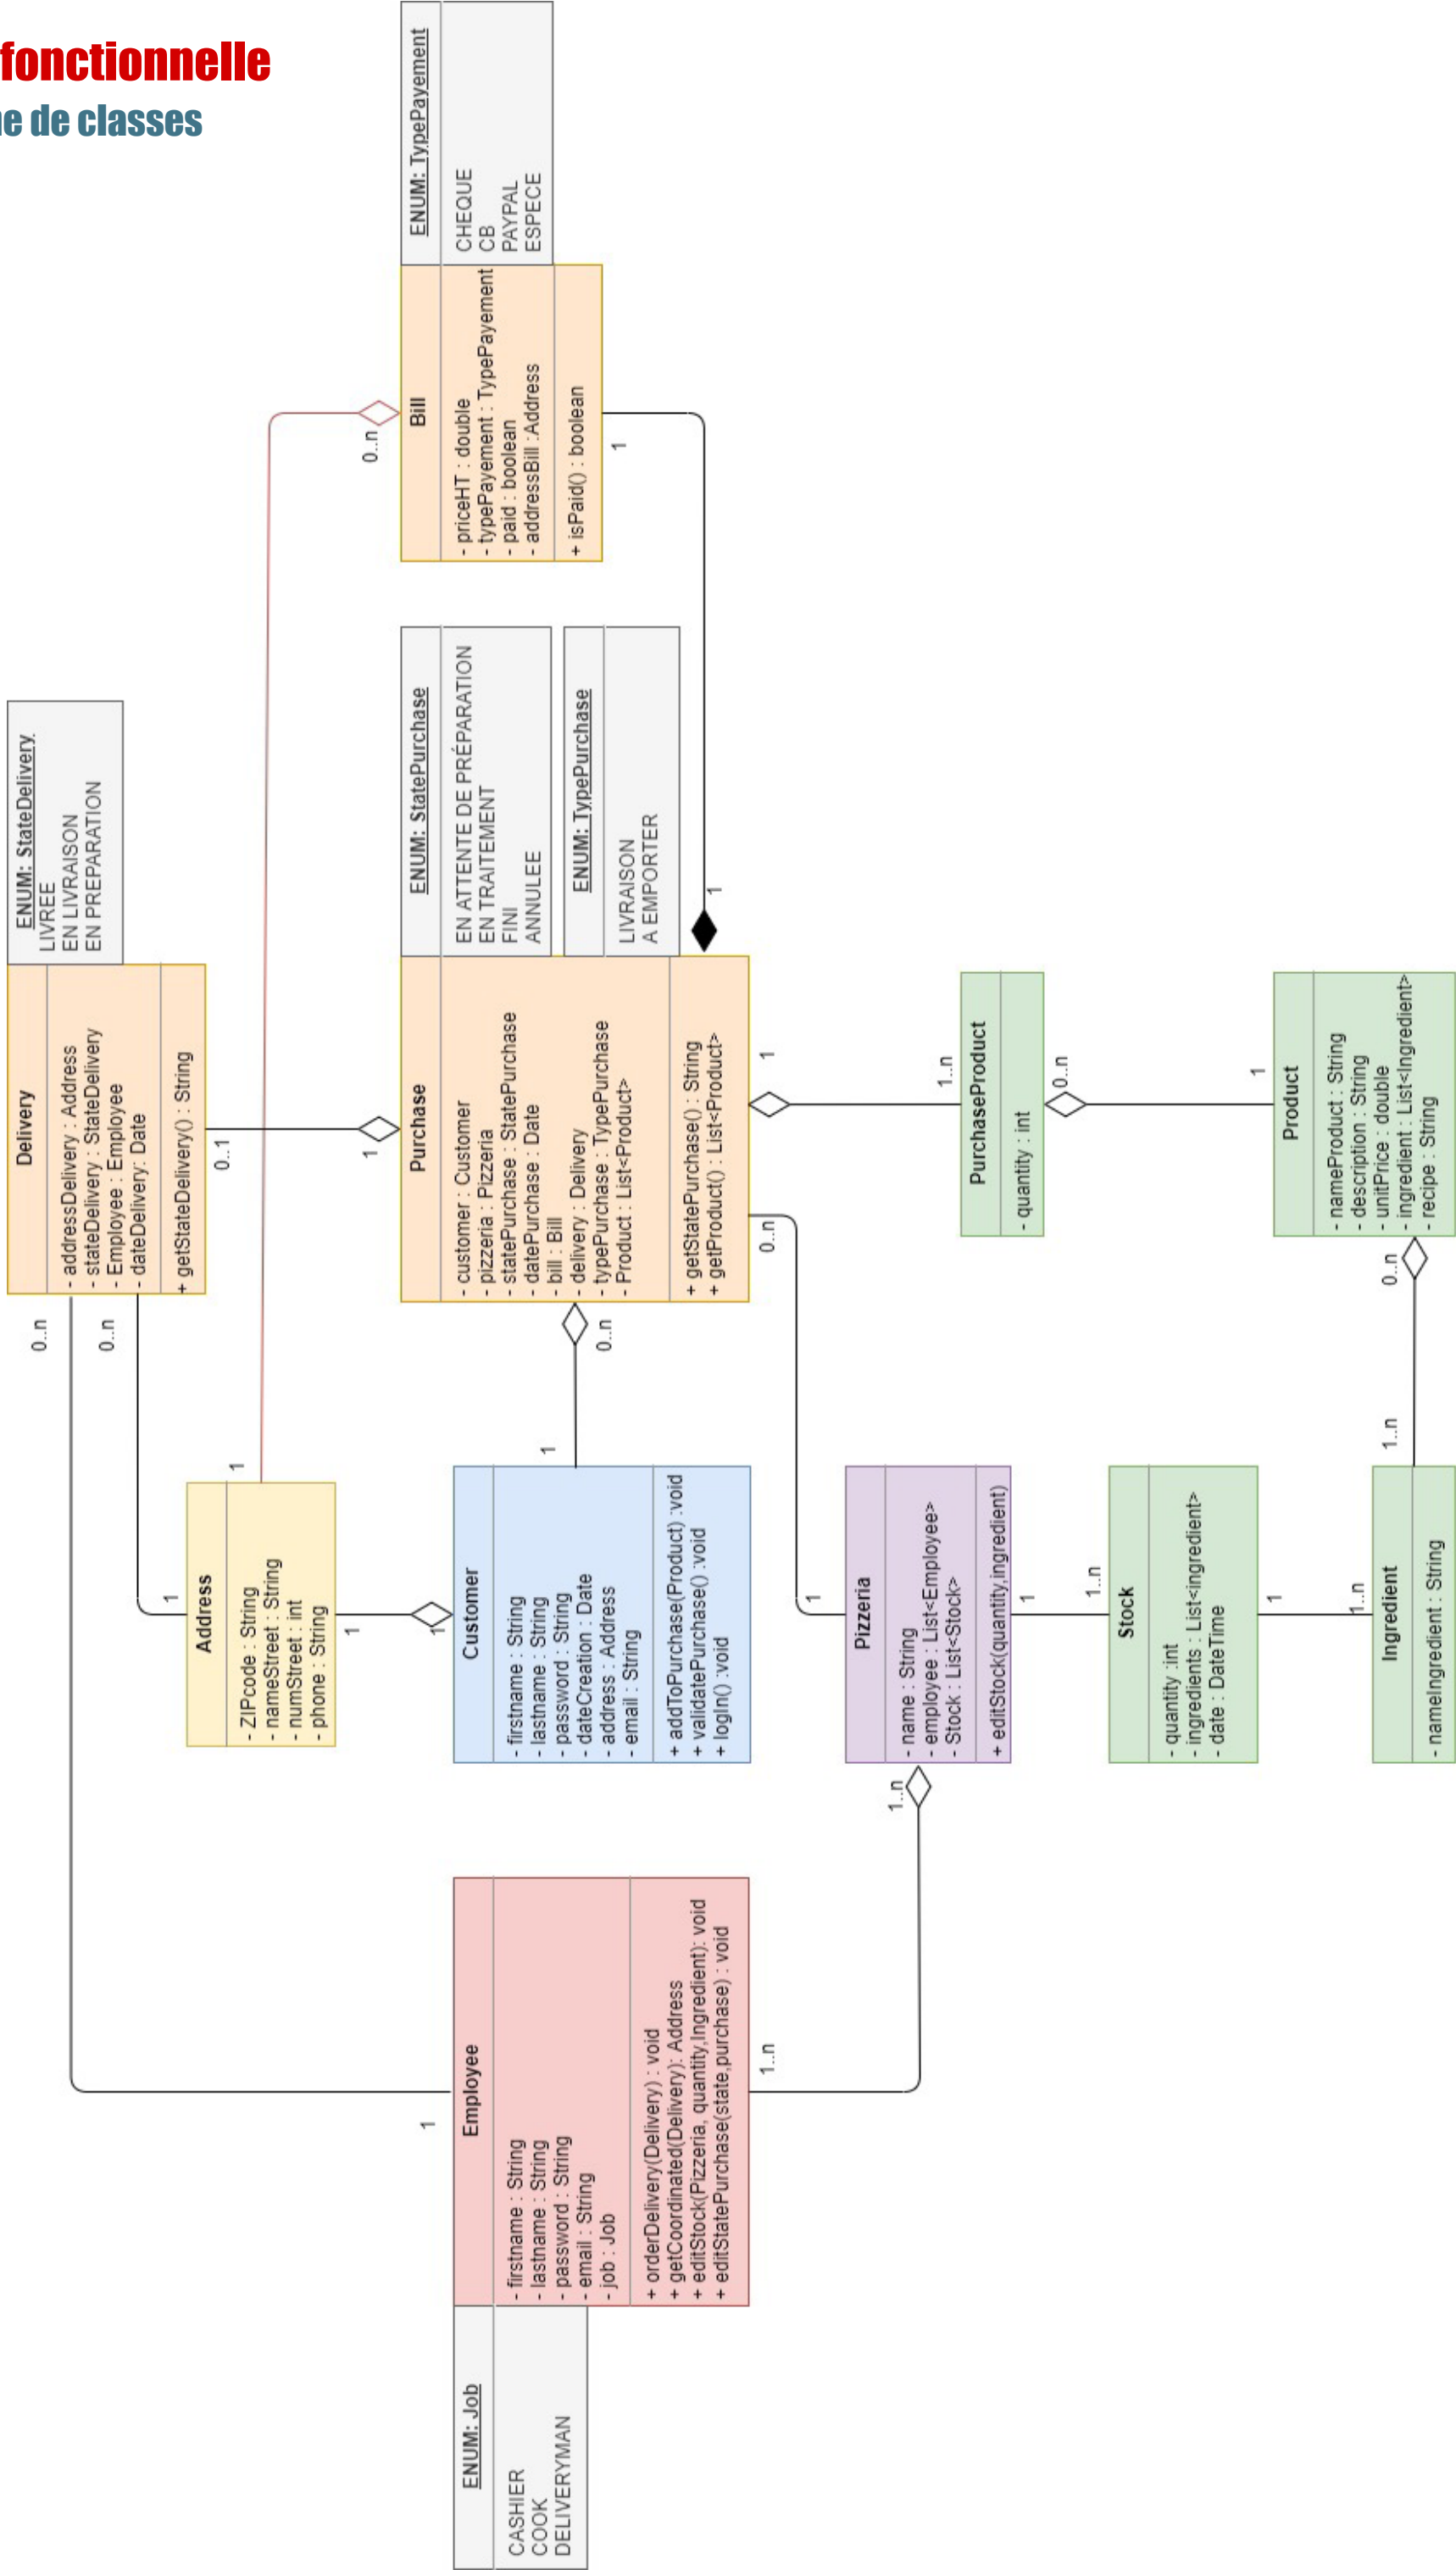 fonctionnelle
e de classes
ENUM: Job
CASHIER
COOK
DELIVERYMAN
Employee
- firstname : String
- lastname : String
- password : String
- email : String
- job : Job
+ orderDelivery(Delivery) : void
+ getCoordinated(Delivery): Address
+ editStock(Pizzeria, quantity,Ingredient): void
+ editStatePurchase(state,purchase) : void
1
1..n
Address
- ZIPcode : String
- nameStreet : String
- numStreet : int
- phone : String
1
1
1
1
Customer
- firstname : String
- lastname : String
- password : String
- dateCreation : Date
- address : Address
- email : String
+ addToPurchase(Product) :void
+ validatePurchase() :void
+ logIn() :void
1
Pizzeria
- name : String
- employee : List<Employee>
- Stock : List<Stock>
+ editStock(quantity,ingredient)
1..n
1
1
1..n
Stock
- quantity :int
- ingredients : List<ingredient>
- date : DateTime
1
1..n
Ingredient
- nameIngredient : String
1..n
Delivery
- addressDelivery : Address
- stateDelivery : StateDelivery
- Employee : Employee
- dateDelivery: Date
+ getStateDelivery() : String
0..n
0..n
0..1
ENUM: StateDelivery
LIVREE
EN LIVRAISON
EN PREPARATION
1
Purchase
- customer : Customer
- pizzeria : Pizzeria
- statePurchase : StatePurchase
- datePurchase : Date
- bill : Bill
- delivery : Delivery
- typePurchase : TypePurchase
- Product : List<Product>
+ getStatePurchase() : String
+ getProduct() : List<Product>
0..n
0..n
1
1
ENUM: StatePurchase
EN ATTENTE DE PRÉPARATION
EN TRAITEMENT
FINI
ANNULEE
ENUM: TypePurchase
LIVRAISON
A EMPORTER
1..n
PurchaseProduct
- quantity : int
0..n
1
Product
- nameProduct : String
- description : String
- unitPrice : double
- ingredient : List<Ingredient>
- recipe : String
0..n
0..n
Bill
- priceHT : double
- typePayement : TypePayement
- paid : boolean
- addressBill :Address
+ isPaid() : boolean
1
ENUM: TypePayement
CHEQUE
CB
PAYPAL
ESPECE